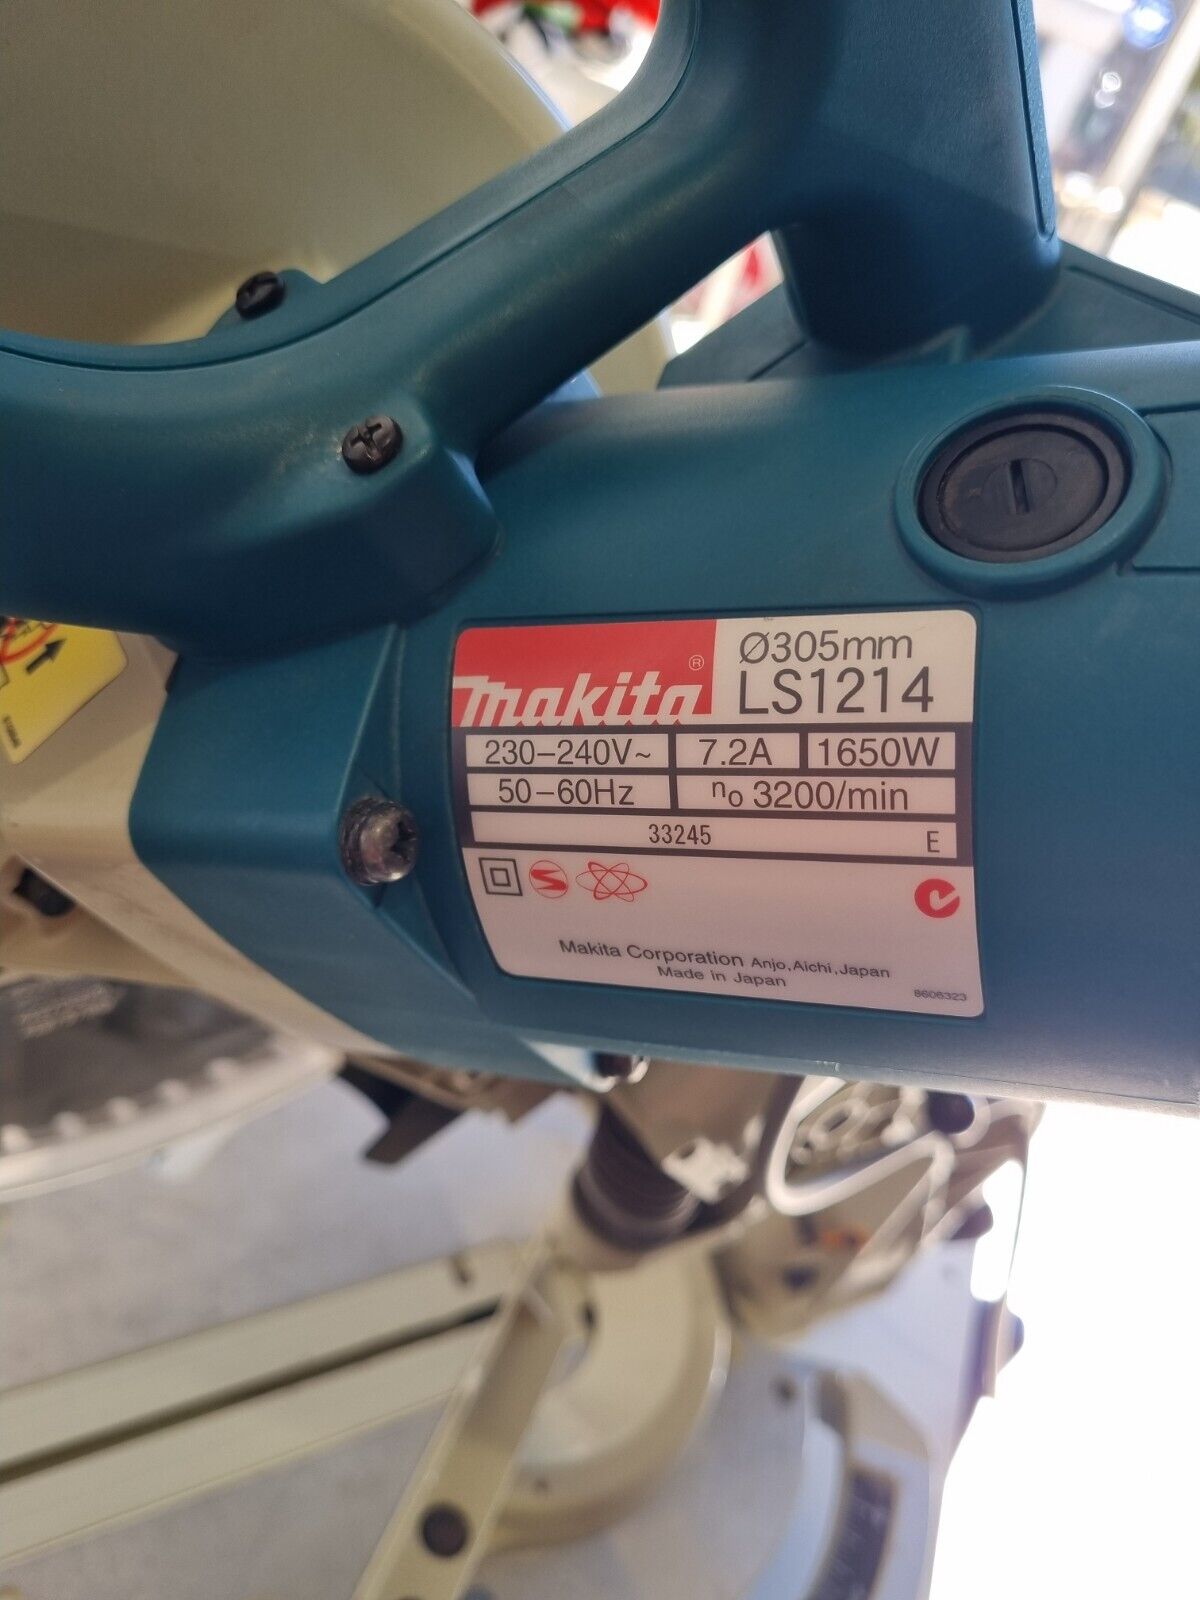 makita ®
Ø305mm
LS1214
230–240V~ 7.2A 1650W
50–60Hz n₀ 3200/min
33245 E
Makita Corporation Anjo, Aichi, Japan
Made in Japan
8606323